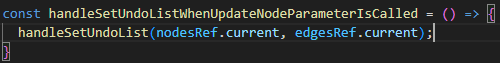 const handleSetUndoListWhenUpdateNodeParameterIsCalled = () => {
  handleSetUndoList(nodesRef.current, edgesRef.current);
}